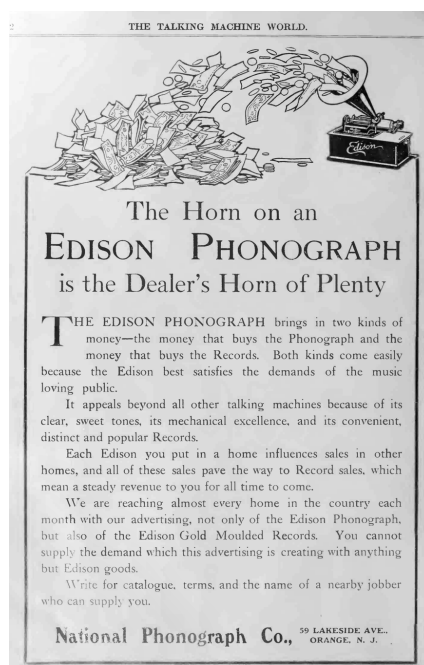 THE TALKING MACHINE WORLD.
Edison
The Horn on an
EDISON PHONOGRAPH
is the Dealer's Horn of Plenty
THE EDISON PHONOGRAPH brings in two kinds of
money—the money that buys the Phonograph and the
money that buys the Records. Both kinds come easily
because the Edison best satisfies the demands of the music
loving public.
It appeals beyond all other talking machines because of its
clear, sweet tones, its mechanical excellence, and its convenient,
distinct and popular Records.
Each Edison you put in a home influences sales in other
homes, and all of these sales pave the way to Record sales, which
mean a steady revenue to you for all time to come.
We are reaching almost every home in the country each
month with our advertising, not only of the Edison Phonograph,
but also of the Edison Gold Moulded Records. You cannot
supply the demand which this advertising is creating with anything
but Edison goods.
Write for catalogue, terms, and the name of a nearby jobber
who can supply you.
National Phonograph Co., 59 LAKESIDE AVE.,
ORANGE, N. J.